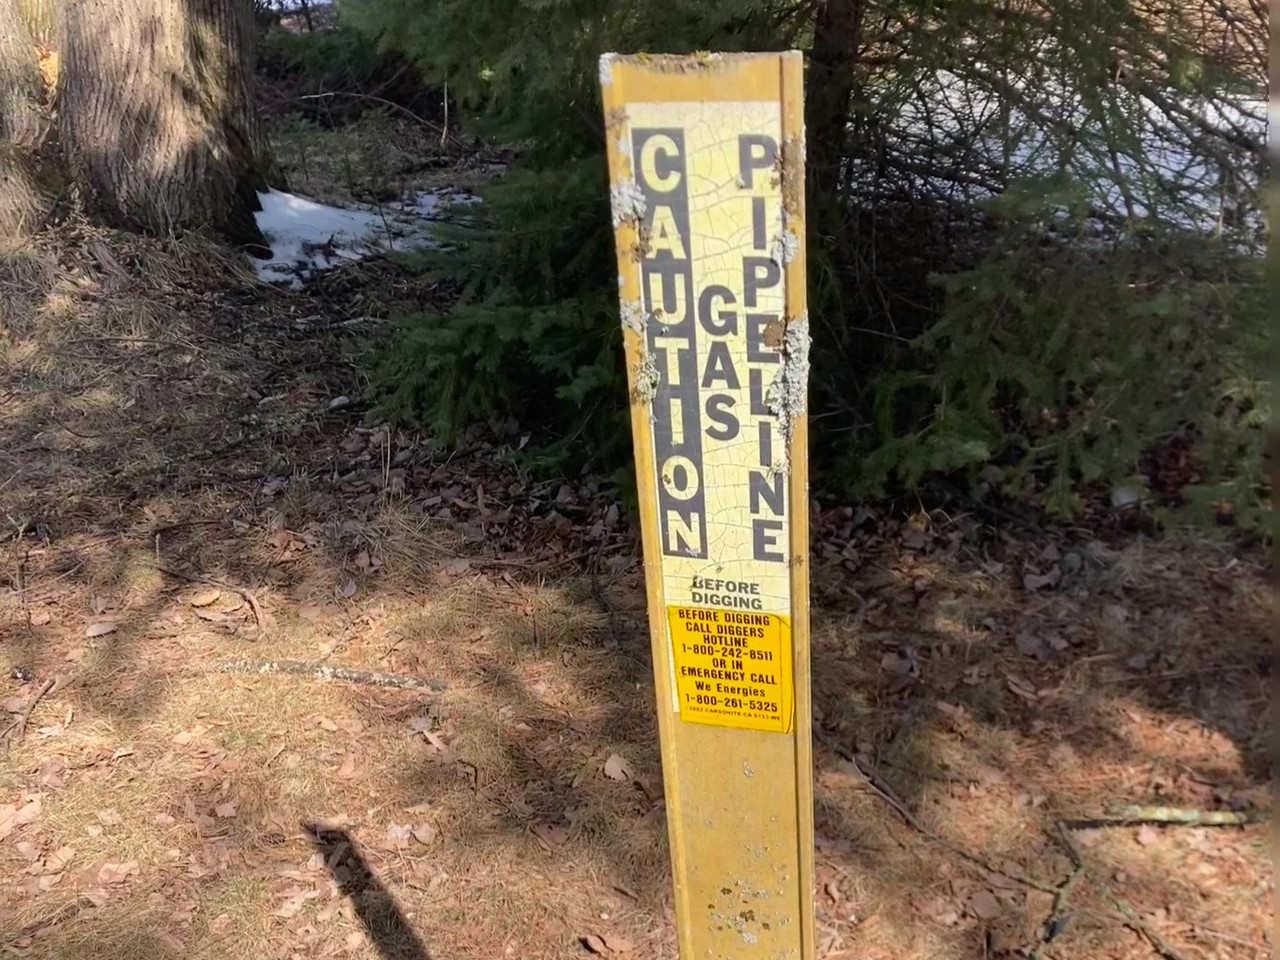 CAUTION
GAS
PIPELINE
BEFORE
DIGGING
BEFORE DIGGING
CALL DIGGERS
HOTLINE
1-800-242-8511
OR IN
EMERGENCY CALL
We Energies
1-800-261-5325
CARSONITE